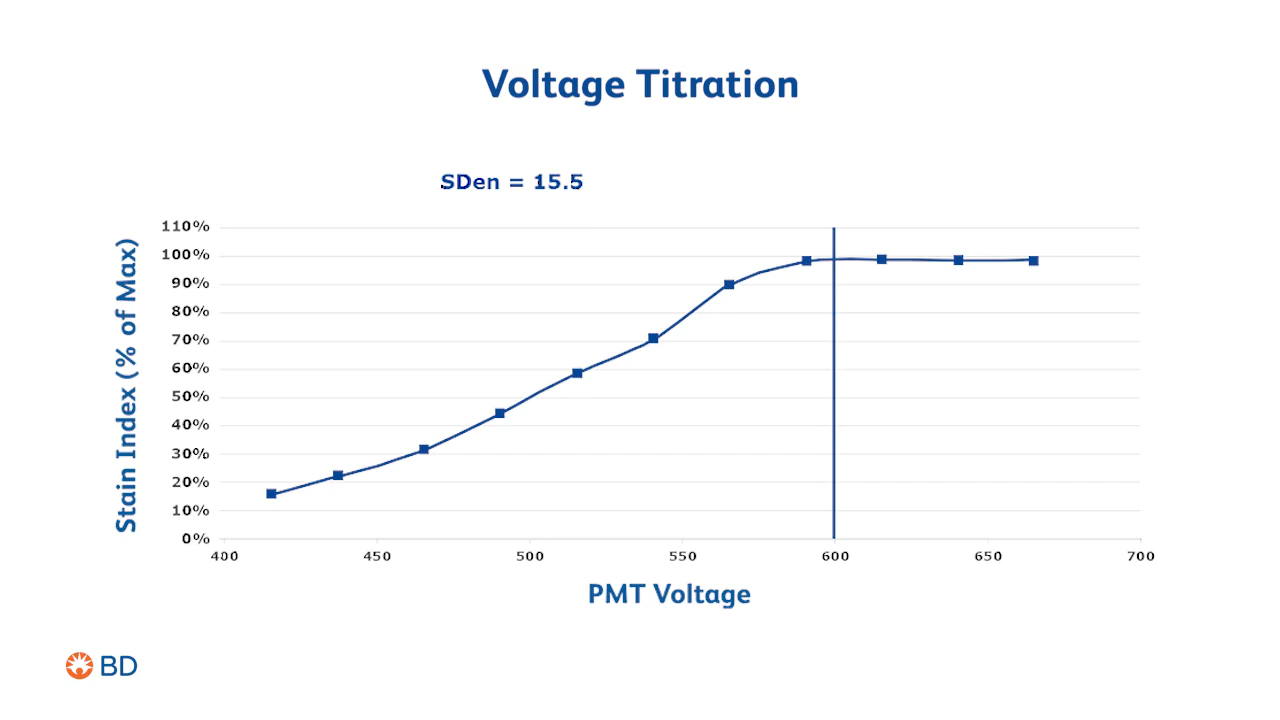 Voltage Titration
SDen = 15.5
Stain Index (% of Max)
110%
100%
90%
80%
70%
60%
50%
40%
30%
20%
10%
0%
400 450 500 550 600 650 700
PMT Voltage
BD